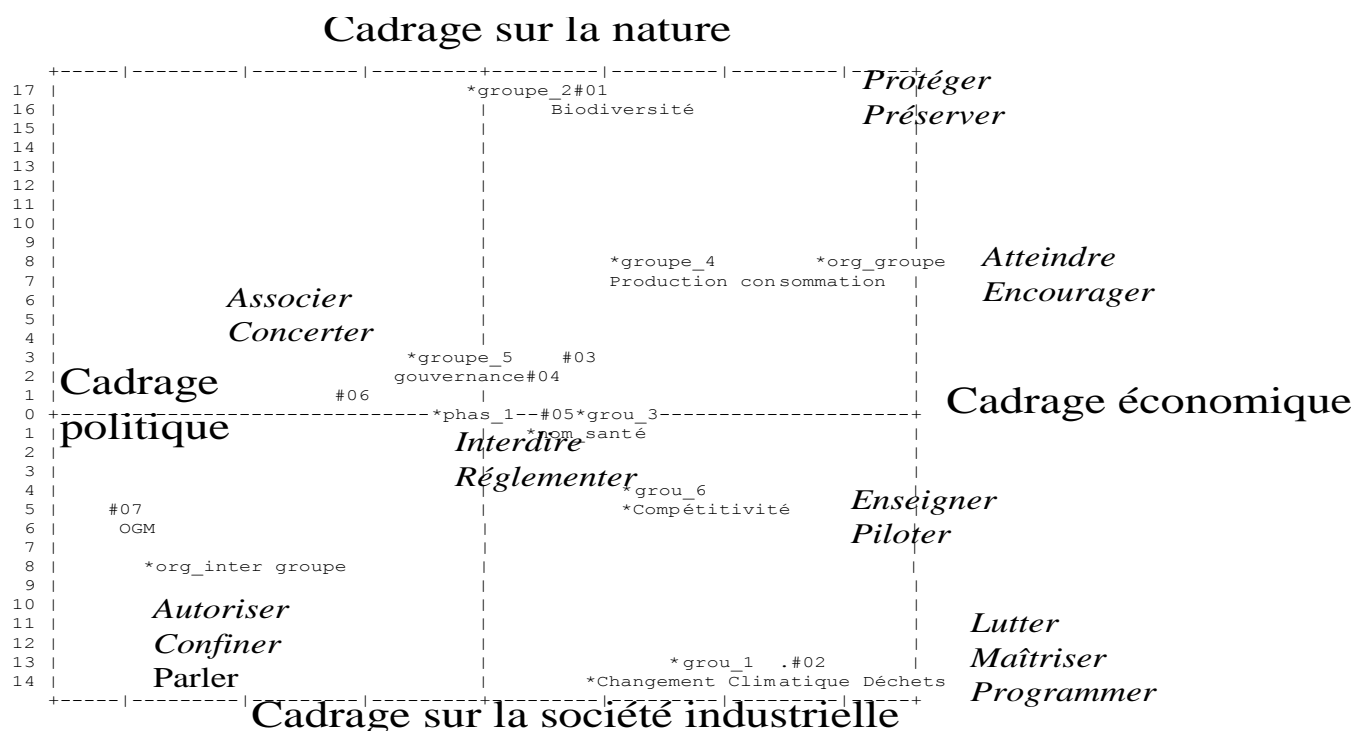 Cadrage sur la nature
+-----|---------|---------|---------+---------|---------|---------|-----+
17 | *groupe_2#01 Protéger
16 | | Biodiversité | Préserver
15 | | |
14 | | |
13 | | |
12 | | |
11 | | |
10 | | |
9 | | |
8 | | *groupe_4 *org_groupe Atteindre
7 | | Production consommation | Encourager
6 | Associer | |
5 | | |
4 | Concerter | |
3 | *groupe_5 #03 |
2 | gouvernance#04 |
1 | #06 | |
Cadrage politique
0 +--------------------------------*phas_1--#05*grou_3---------------------+ Cadrage économique
1 | | *nom_santé |
2 | Interdire |
3 | Réglementer |
4 | | *grou_6 | Enseigner
5 | #07 | *Compétitivité |
6 | OGM | | Piloter
7 | | |
8 | *org_inter groupe | |
9 | | |
10 | Autoriser | |
11 | | | Lutter
12 | Confiner | |
13 | | *grou_1 .#02 | Maîtriser
14 | Parler | *Changement Climatique Déchets
+-----|---------|---------|---------+---------|---------|---------|-----+ Programmer
Cadrage sur la société industrielle